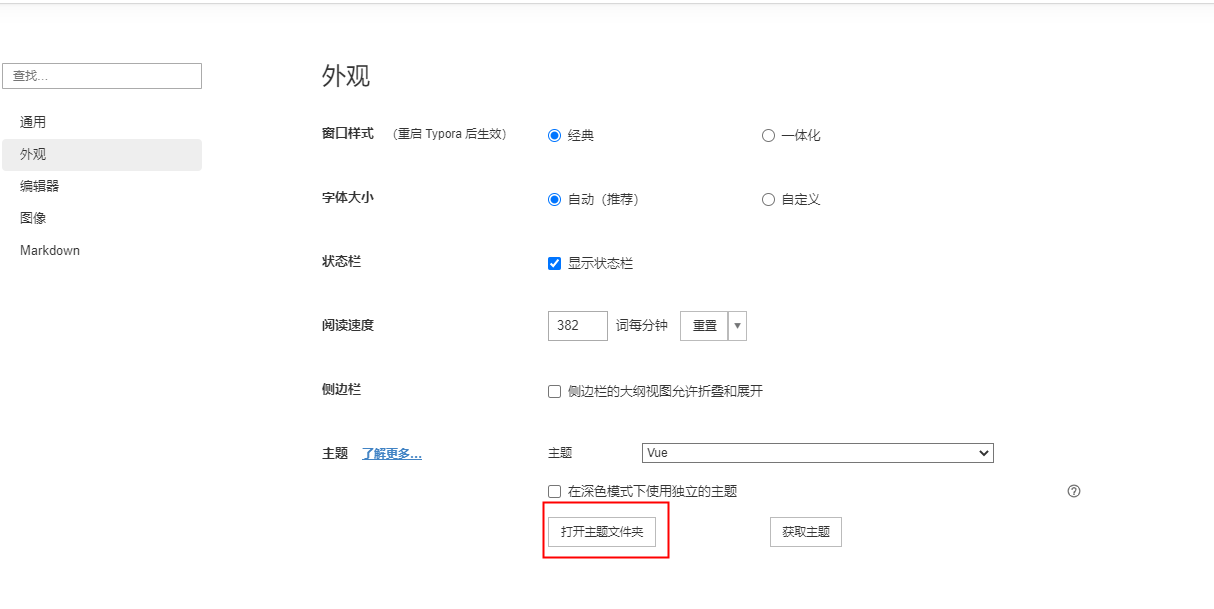 查找...
通用
外观
编辑器
图像
Markdown
外观
窗口样式 (重启 Typora 后生效) 经典 一体化
字体大小 自动（推荐） 自定义
状态栏 显示状态栏
阅读速度 382 词每分钟 重置
侧边栏 侧边栏的大纲视图允许折叠和展开
主题 了解更多... 主题 Vue
在深色模式下使用独立的主题 ?
打开主题文件夹 获取主题